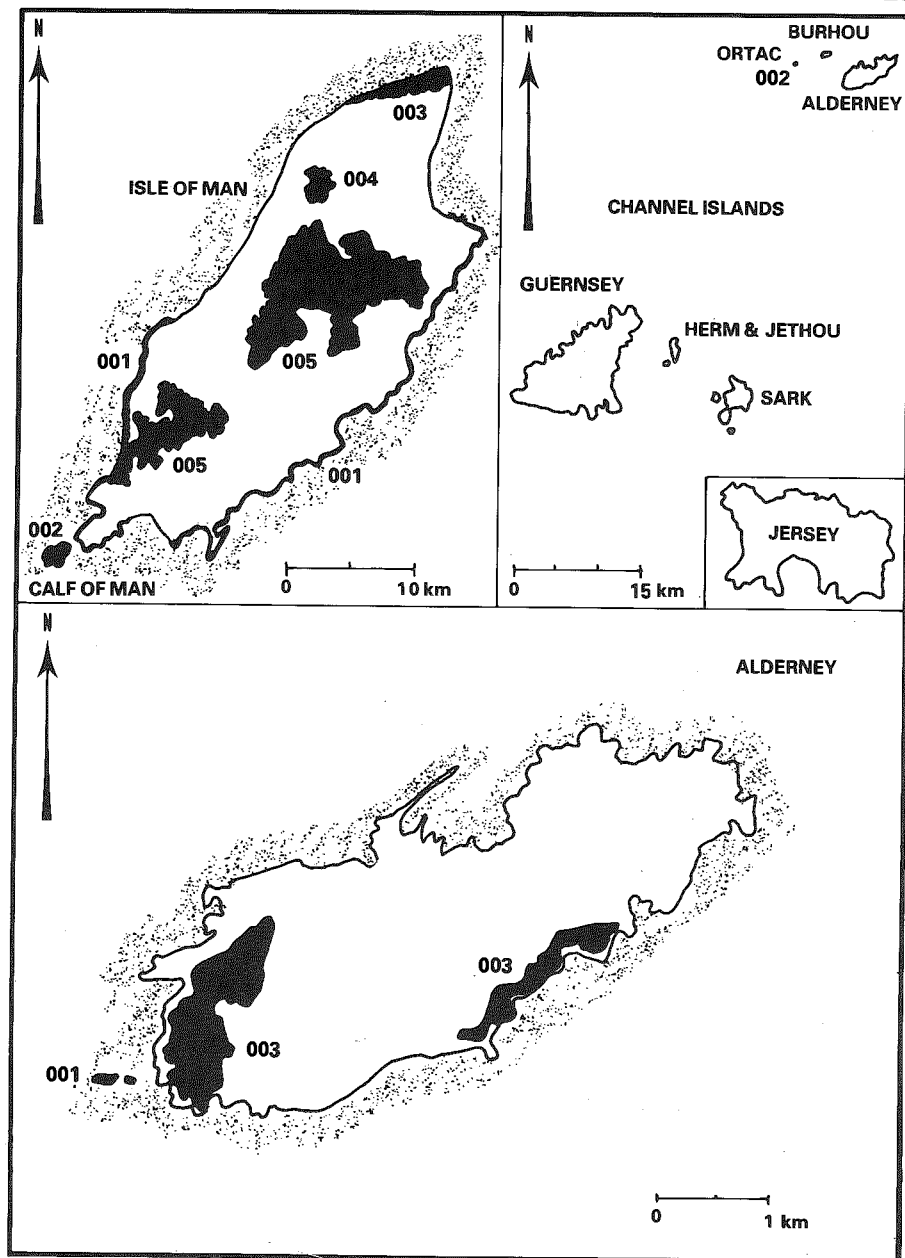 N
003
004
ISLE OF MAN
001
005
005
001
002
CALF OF MAN
0
10 km
N
BURHOU
ORTAC
002
ALDERNEY
CHANNEL ISLANDS
GUERNSEY
HERM & JETHOU
SARK
JERSEY
0
15 km
N
ALDERNEY
003
003
001
0
1 km